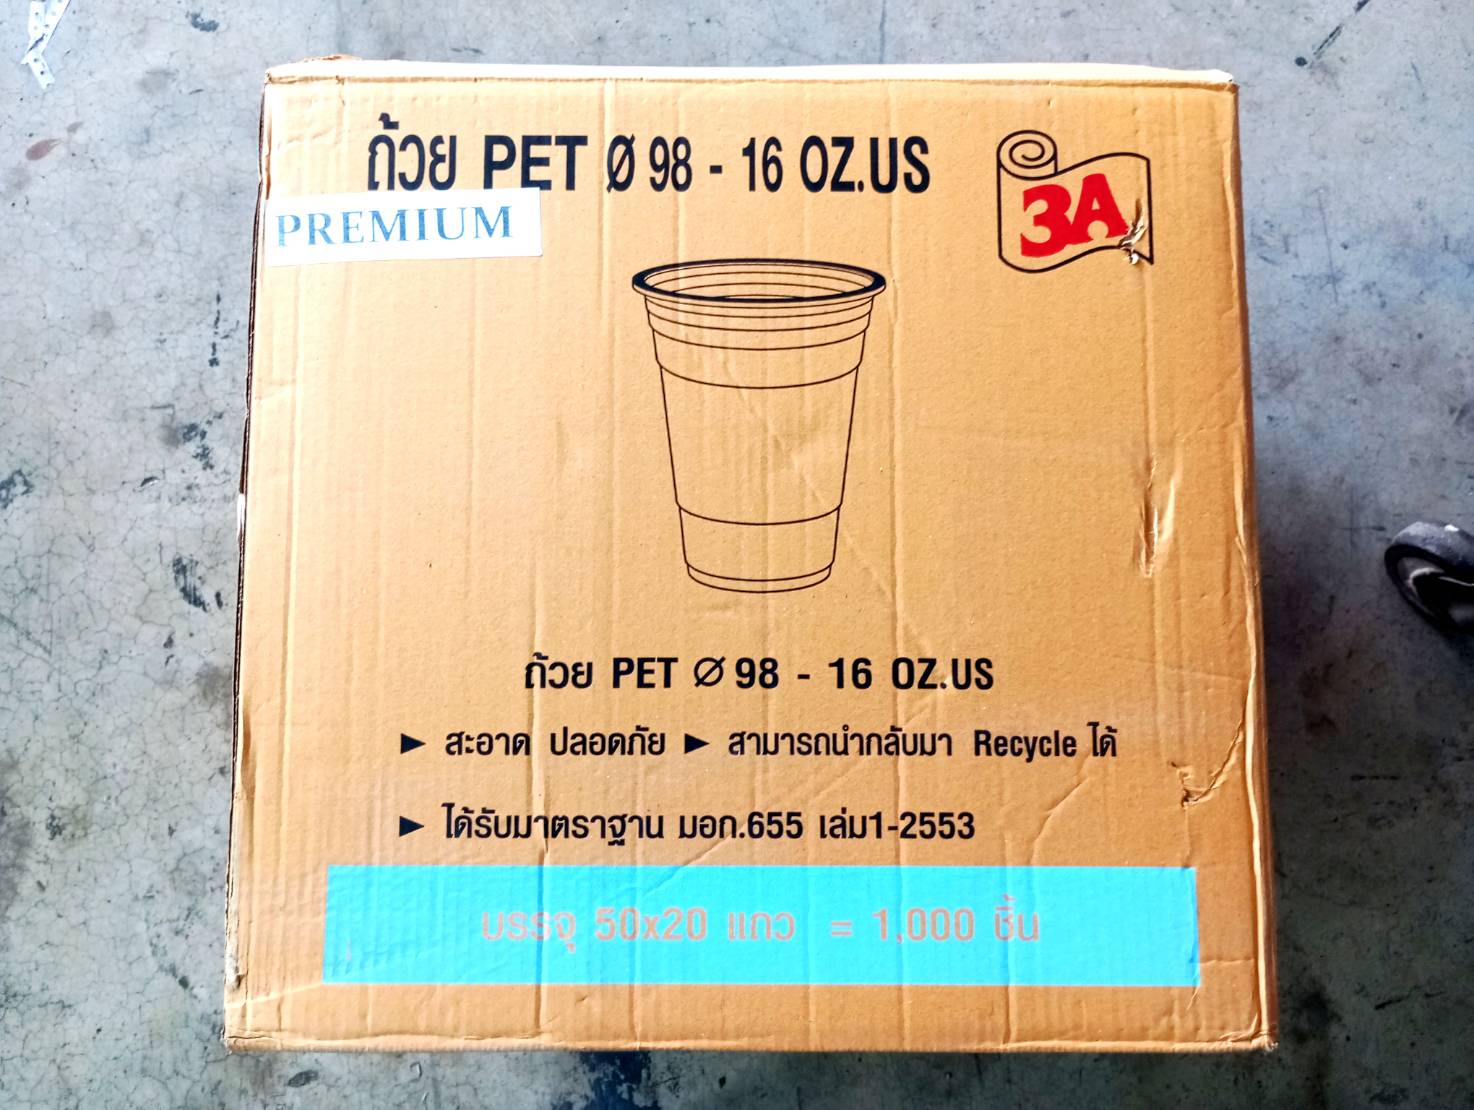 ถ้วย PET Ø 98 - 16 OZ.US
3A
PREMIUM
ถ้วย PET Ø 98 - 16 OZ.US
► สะอาด ปลอดภัย ► สามารถนำกลับมา Recycle ได้
► ได้รับมาตราฐาน มอก.655 เล่ม1-2553
บรรจุ 50x20 แถว = 1,000 ชิ้น